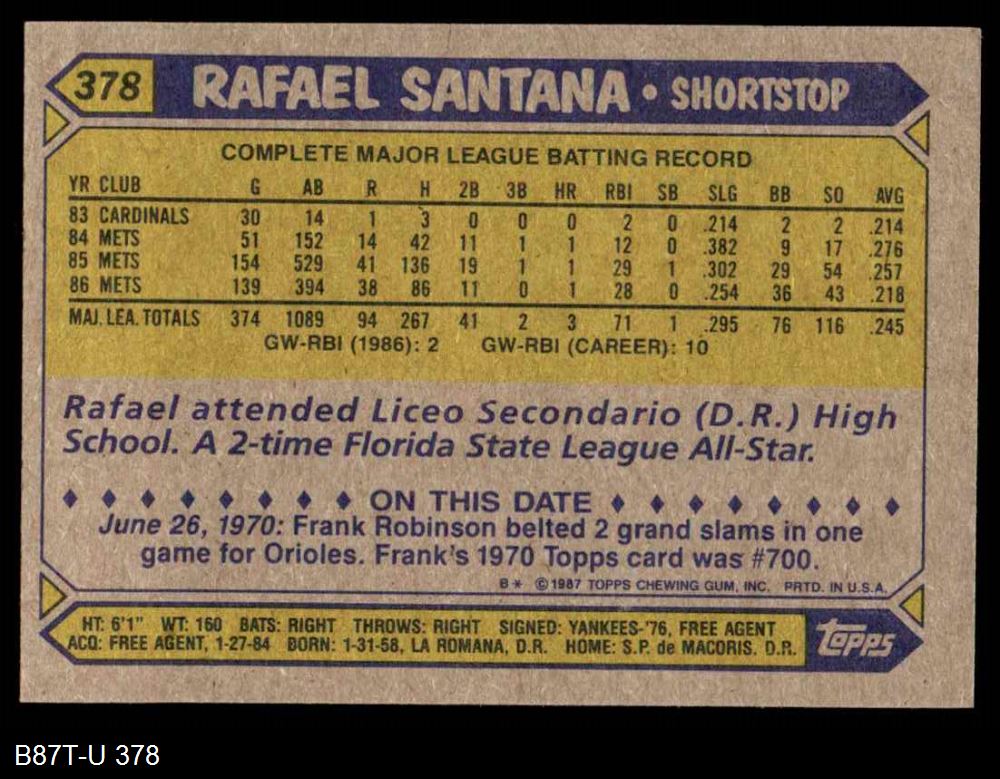 378 RAFAEL SANTANA • SHORTSTOP
COMPLETE MAJOR LEAGUE BATTING RECORD
YR CLUB G AB R H 2B 3B HR RBI SB SLG BB SO AVG
83 CARDINALS 30 14 1 3 0 0 0 2 0 .214 2 2 .214
84 METS 51 152 14 42 11 1 1 12 0 .382 9 17 .276
85 METS 154 529 41 136 19 1 1 29 1 .302 29 54 .257
86 METS 139 394 38 86 11 0 1 28 0 .254 36 43 .218
MAJ. LEA. TOTALS 374 1089 94 267 41 2 3 71 1 .295 76 116 .245
GW-RBI (1986): 2 GW-RBI (CAREER): 10
Rafael attended Liceo Secondario (D.R.) High
School. A 2-time Florida State League All-Star.
♦ ♦ ♦ ♦ ♦ ♦ ♦ ♦ ON THIS DATE ♦ ♦ ♦ ♦ ♦ ♦ ♦ ♦
June 26, 1970: Frank Robinson belted 2 grand slams in one
game for Orioles. Frank's 1970 Topps card was #700.
B* ©1987 TOPPS CHEWING GUM, INC. PRTD. IN U.S.A.
HT: 6'1" WT: 160 BATS: RIGHT THROWS: RIGHT SIGNED: YANKEES-'76, FREE AGENT
ACQ: FREE AGENT, 1-27-84 BORN: 1-31-58, LA ROMANA, D.R. HOME: S.P. de MACORIS. D.R.
topps
B87T-U 378